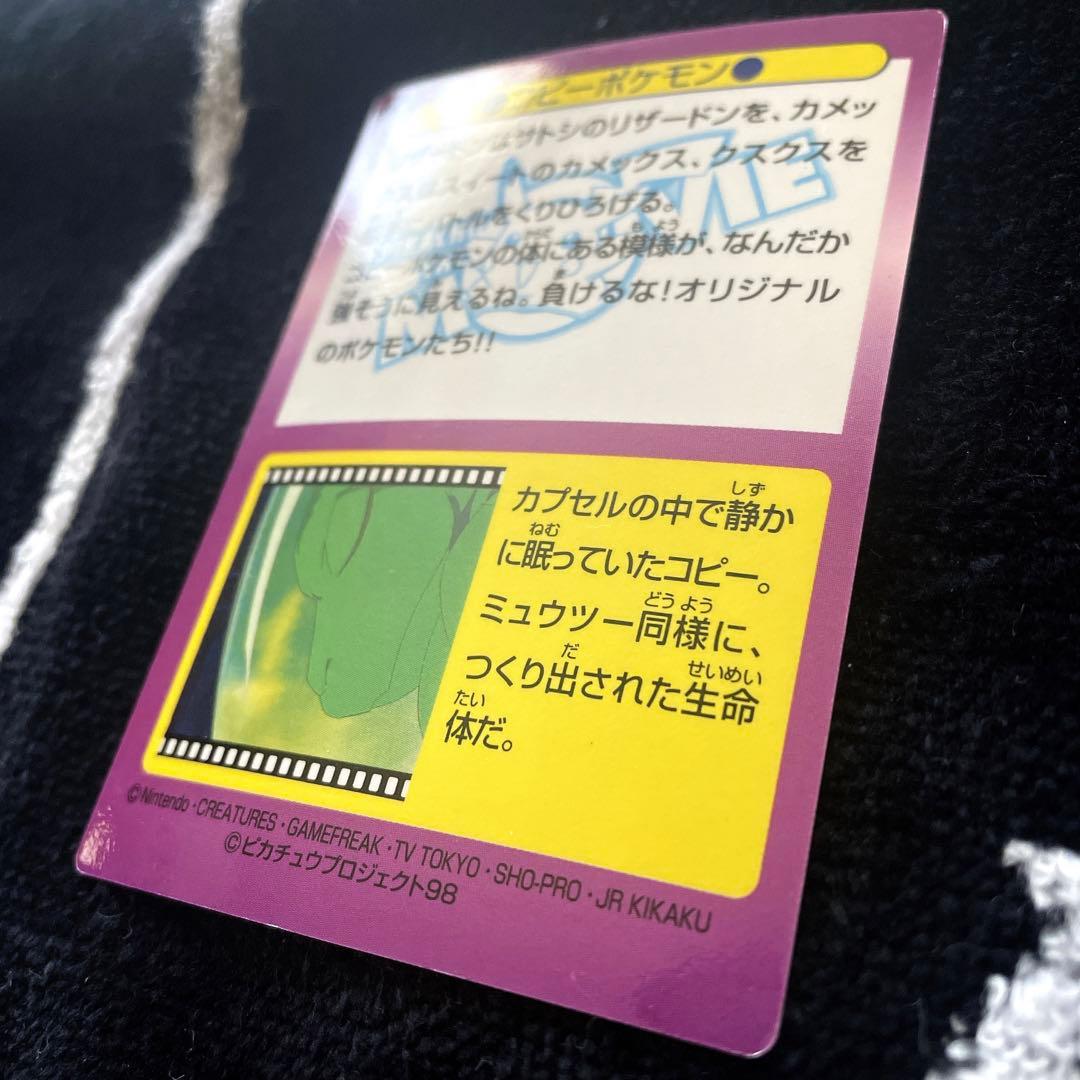 ピーポケモン●
はサトシのリザードンを、カメッ
スイートのカメックス、クスクスを
バトルをくりひろげる。
ポケモンの体にある模様が、なんだか
強そうに見えるね。負けるな!オリジナル
のポケモンたち!!
MOVIE
カプセルの中で静か
に眠っていたコピー。
ミュウツー同様に、
つくり出された生命
体だ。
©Nintendo・CREATURES・GAMEFREAK・TV TOKYO・SHO-PRO・JR KIKAKU
©ピカチュウプロジェクト98